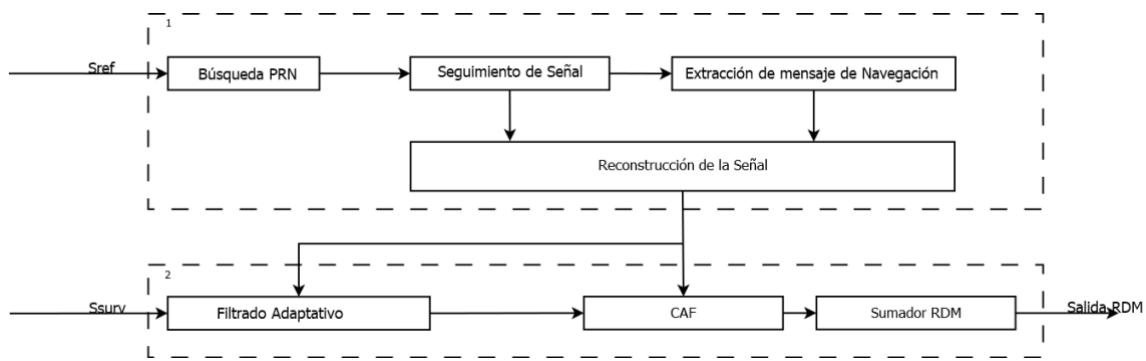 1
Sref
Búsqueda PRN
Seguimiento de Señal
Extracción de mensaje de Navegación
Reconstrucción de la Señal
2
Ssurv
Filtrado Adaptativo
CAF
Sumador RDM
Salida RDM